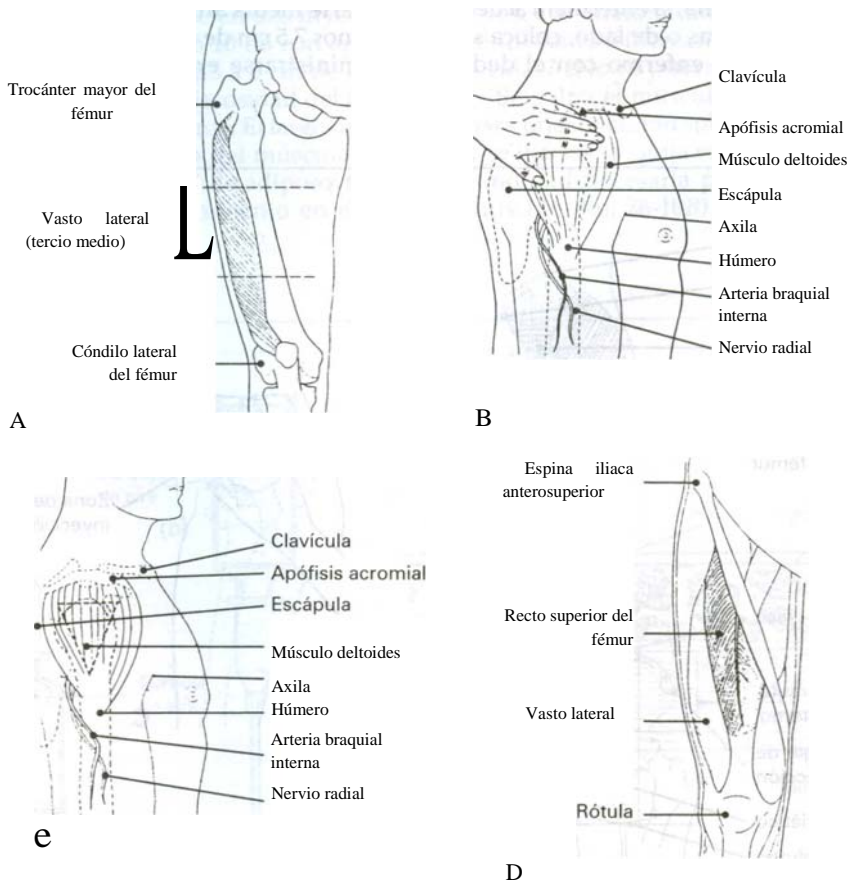 Trocánter mayor del
fémur
Vasto lateral
(tercio medio)
L
Cóndilo lateral
del fémur
A
Clavícula
Apófisis acromial
Músculo deltoides
Escápula
Axila
Húmero
Arteria braquial
interna
Nervio radial
B
Clavícula
Apófisis acromial
Escápula
Músculo deltoides
Axila
Húmero
Arteria braquial
interna
Nervio radial
e
Espina iliaca
anterosuperior
Recto superior del
fémur
Vasto lateral
Rótula
D